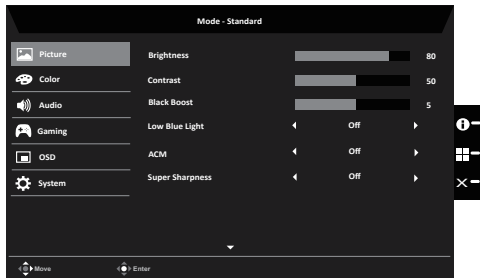 Mode - Standard
Picture
Color
Audio
Gaming
OSD
System
Brightness 80
Contrast 50
Black Boost 5
Low Blue Light Off
ACM Off
Super Sharpness Off
Move Enter